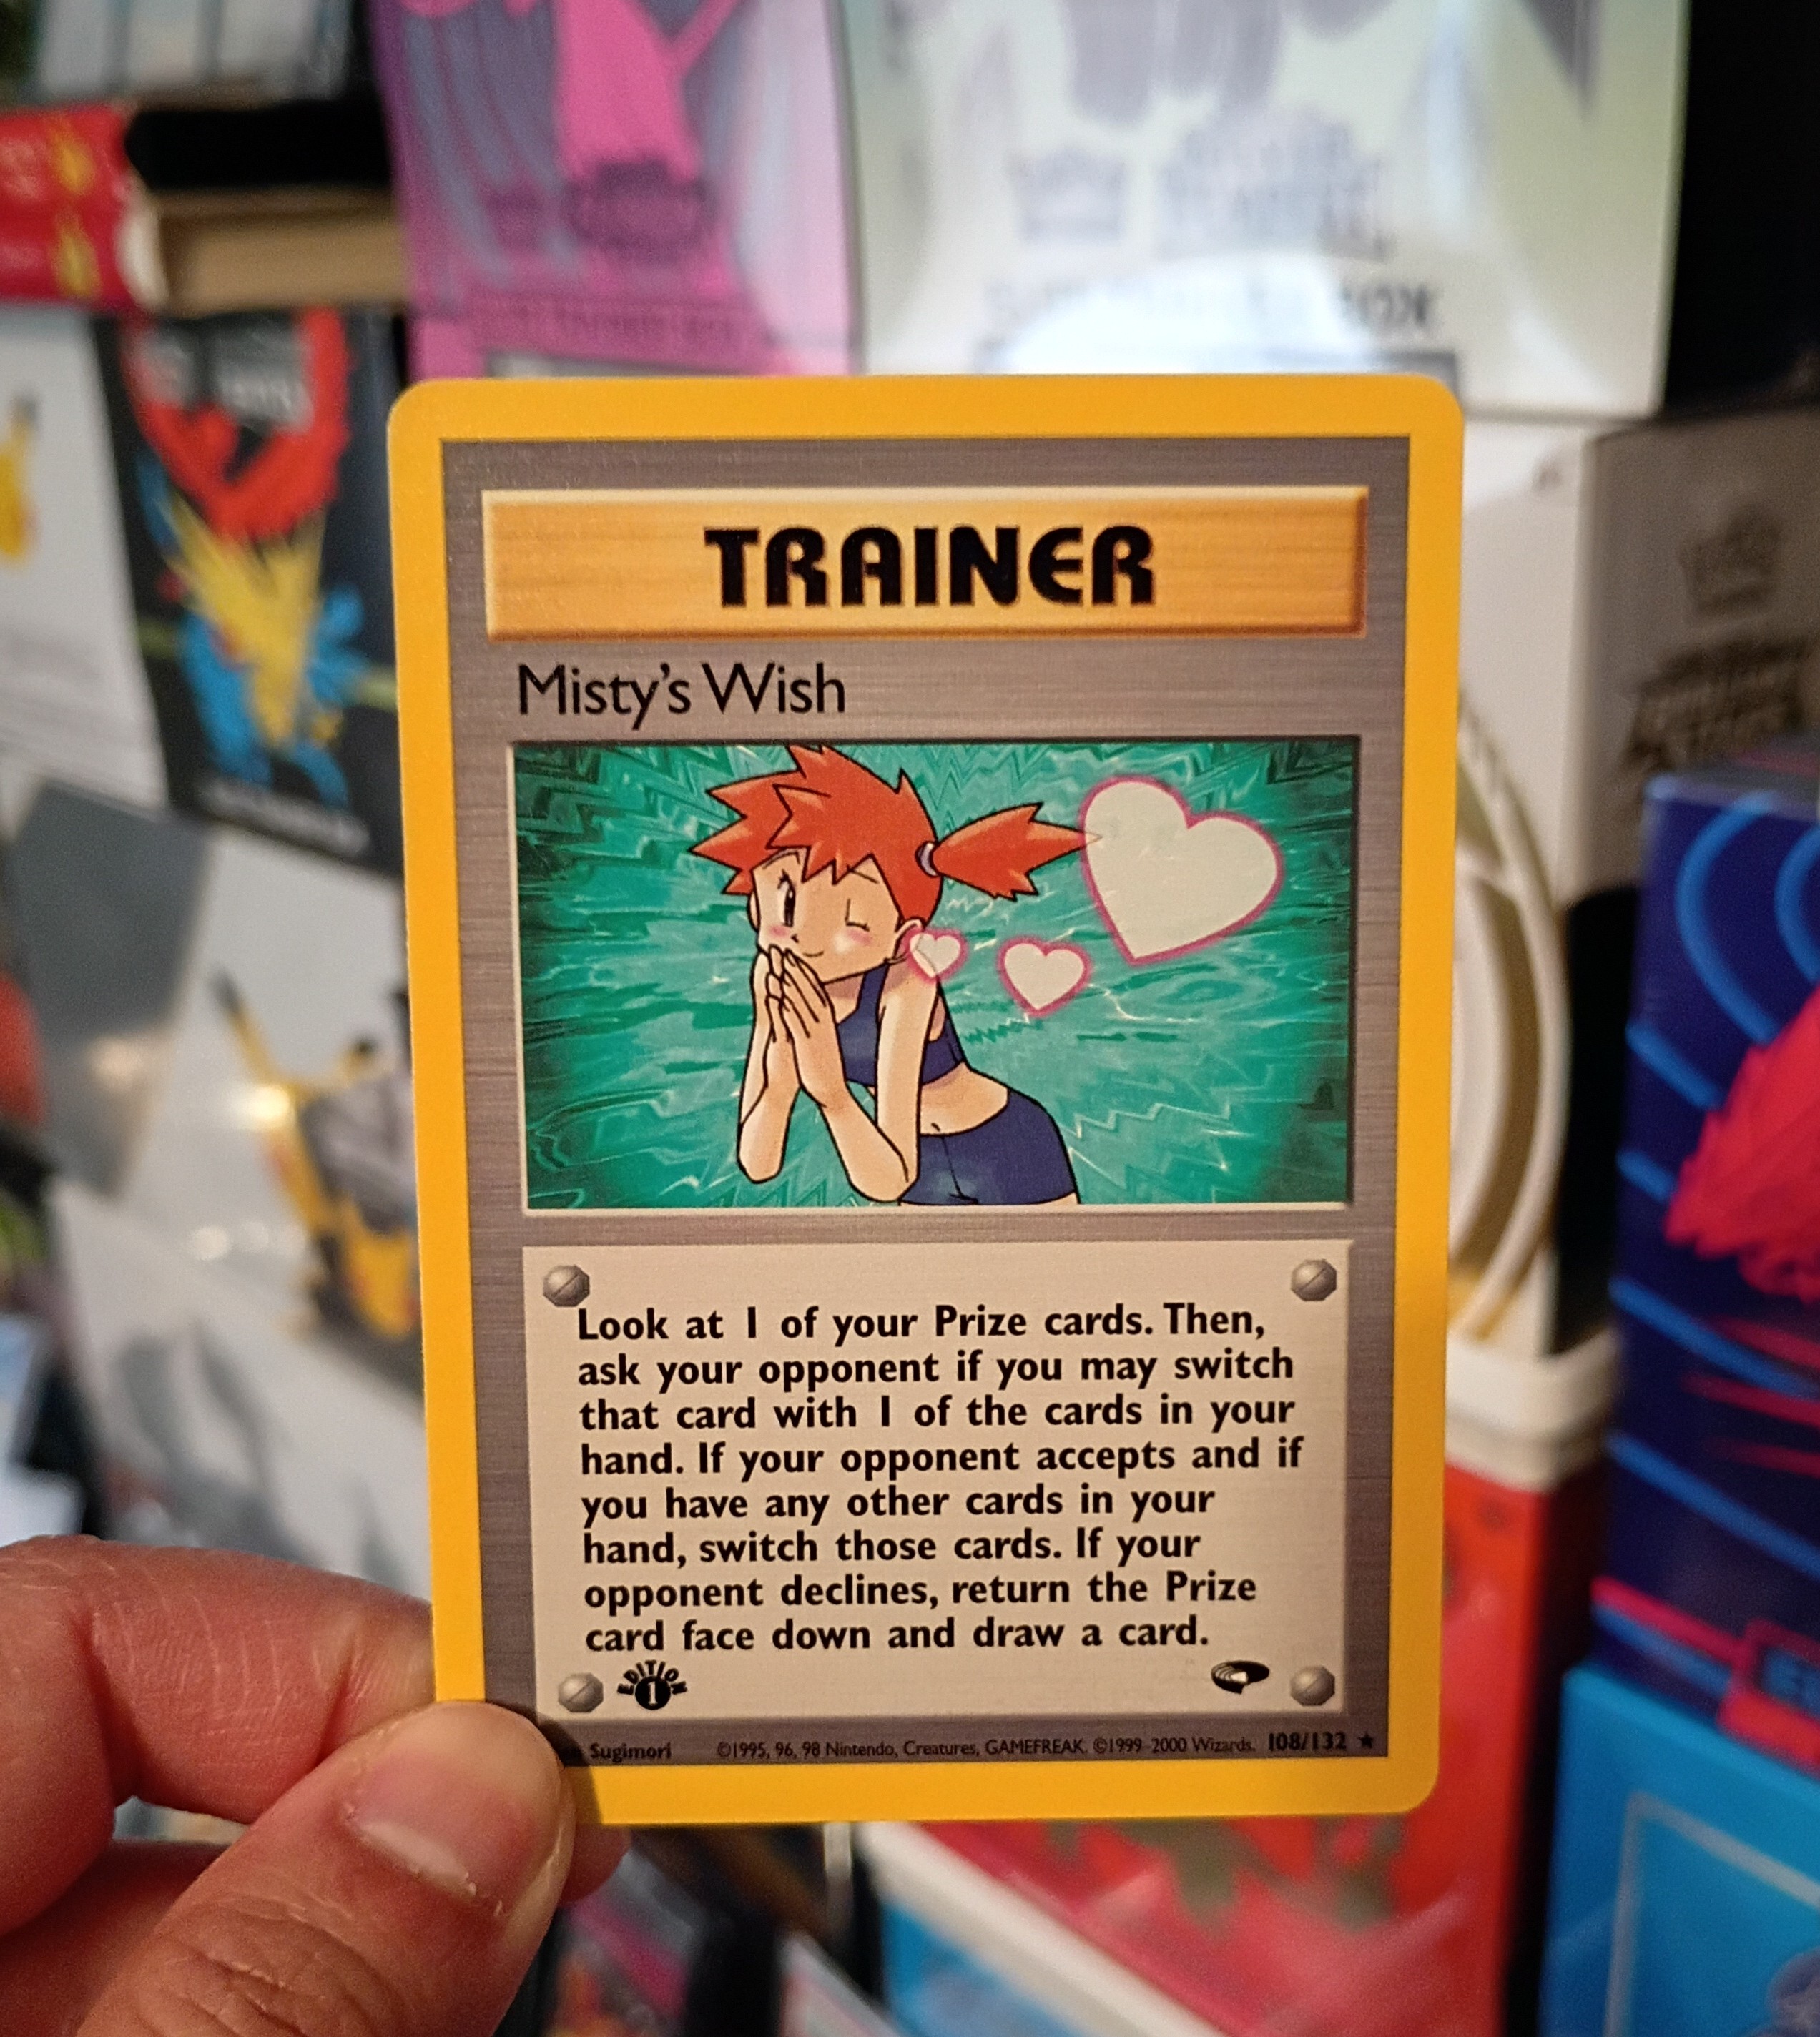 BOX
TRAINER
Misty's Wish
Look at 1 of your Prize cards. Then,
ask your opponent if you may switch
that card with 1 of the cards in your
hand. If your opponent accepts and if
you have any other cards in your
hand, switch those cards. If your
opponent declines, return the Prize
card face down and draw a card.
EDITION
1
Sugimori ©1995, 96, 98 Nintendo, Creatures, GAMEFREAK. ©1999-2000 Wizards. 108/132 ★